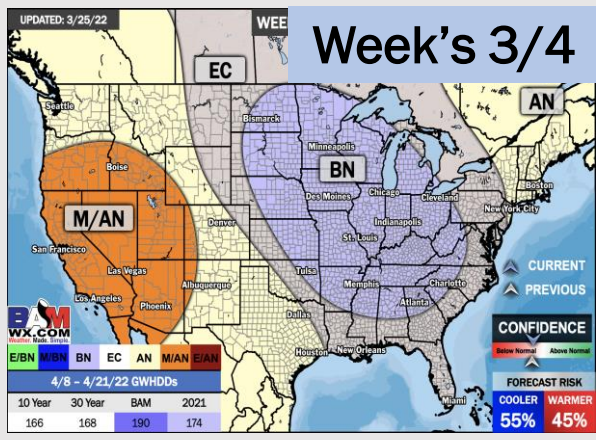 UPDATED: 3/25/22
WEE
Week's 3/4
EC
AN
Seattle
Bismarck
Minneapolis
Boise
BN
Boston
Des Moines
Chicago
Cleveland
New York City
M/AN
Denver
Indianapolis
St. Louis
San Francisco
Las Vegas
CURRENT
Tulsa
Memphis
Charlotte
PREVIOUS
Los Angeles
Phoenix
Albuquerque
Atlanta
BAM
WX.COM
Weather. Made. Simple.
Dallas
CONFIDENCE
Below Normal Above Normal
E/BN M/BN BN EC AN M/AN E/AN
Houston
New Orleans
4/8 - 4/21/22 GWHDDs
FORECAST RISK
10 Year 30 Year BAM 2021
Miami
COOLER WARMER
166 168 190 174
55% 45%